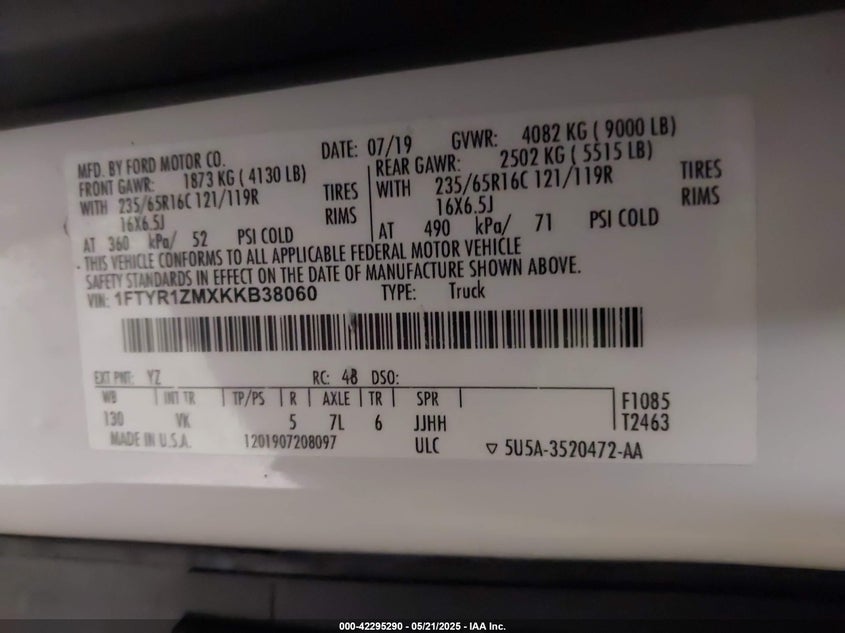 MFD. BY FORD MOTOR CO.
DATE: 07/19 GVWR: 4082 KG ( 9000 LB)
FRONT GAWR: 1873 KG ( 4130 LB)
REAR GAWR: 2502 KG ( 5515 LB)
WITH 235/65R16C 121/119R TIRES
WITH 235/65R16C 121/119R TIRES
16X6.5J RIMS
16X6.5J RIMS
AT 360 kPa/ 52 PSI COLD
AT 490 kPa/ 71 PSI COLD
THIS VEHICLE CONFORMS TO ALL APPLICABLE FEDERAL MOTOR VEHICLE
SAFETY STANDARDS IN EFFECT ON THE DATE OF MANUFACTURE SHOWN ABOVE.
VIN: 1FTYR1ZMXKKB38060 TYPE: Truck
EXT PNT: YZ RC: 48 DSO:
WB INT TR TP/PS R AXLE TR SPR F1085
130 VK 5 7L 6 JJHH T2463
MADE IN U.S.A. 1201907208097 ULC ▽ 5U5A-3520472-AA
000-42295290 - 05/21/2025 - IAA Inc.